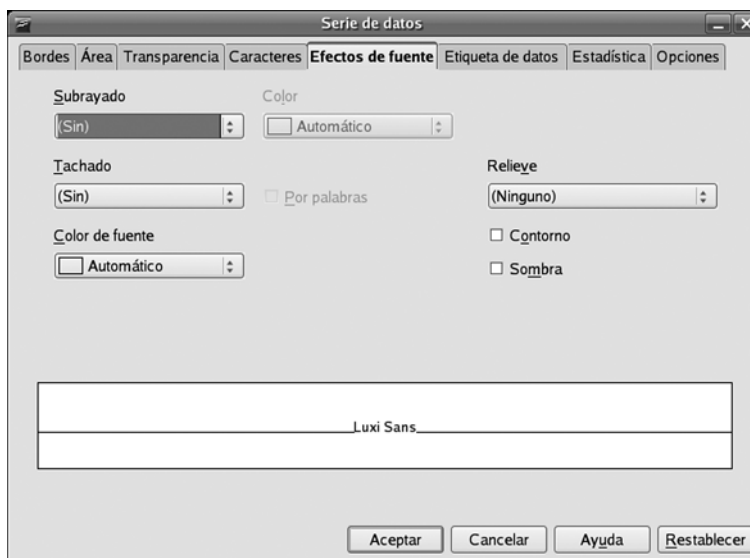 Serie de datos
Bordes Área Transparencia Caracteres Efectos de fuente Etiqueta de datos Estadística Opciones
Subrayado Color
(Sin) Automático
Tachado Relieve
(Sin) Por palabras (Ninguno)
Color de fuente Contorno
Automático Sombra
Luxi Sans
Aceptar Cancelar Ayuda Restablecer